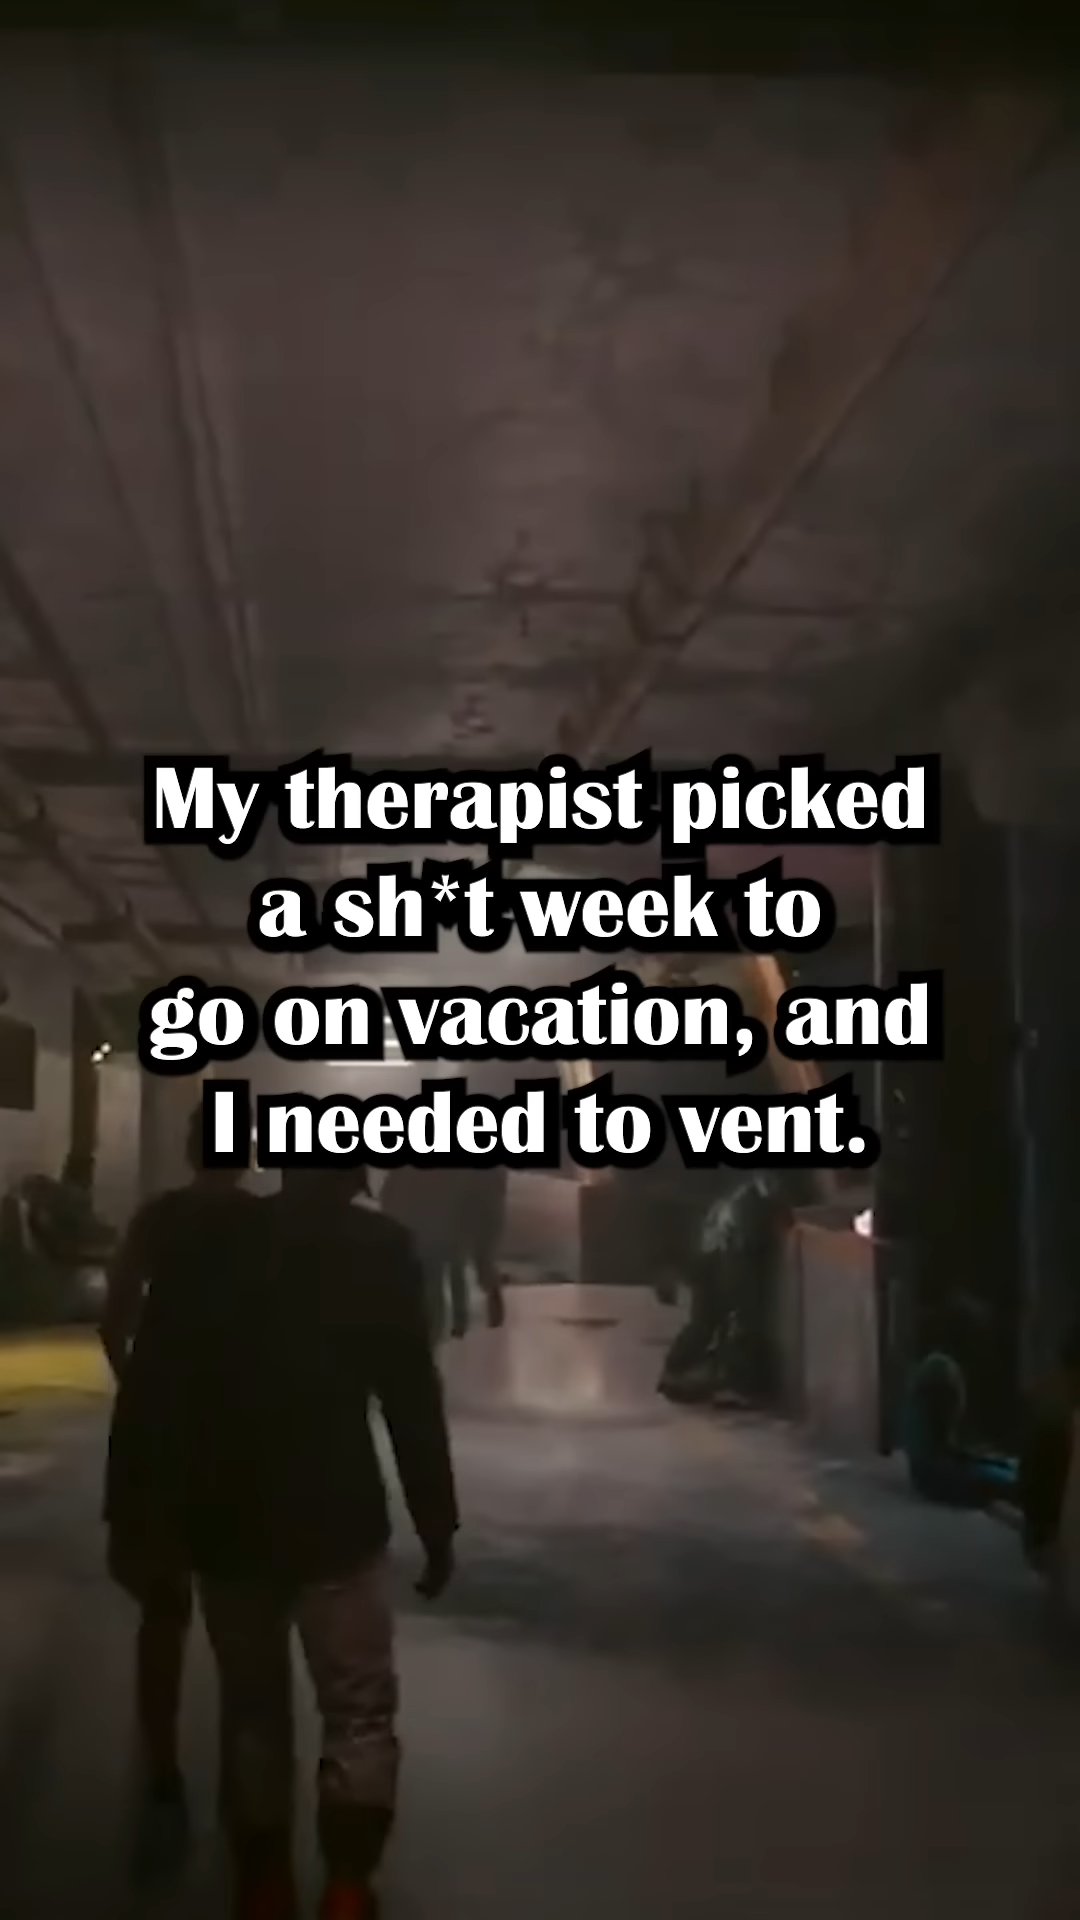 My therapist picked
a sh*t week to
go on vacation, and
I needed to vent.